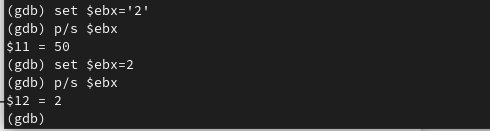 (gdb) set $ebx='2'
(gdb) p/s $ebx
$11 = 50
(gdb) set $ebx=2
(gdb) p/s $ebx
$12 = 2
(gdb)